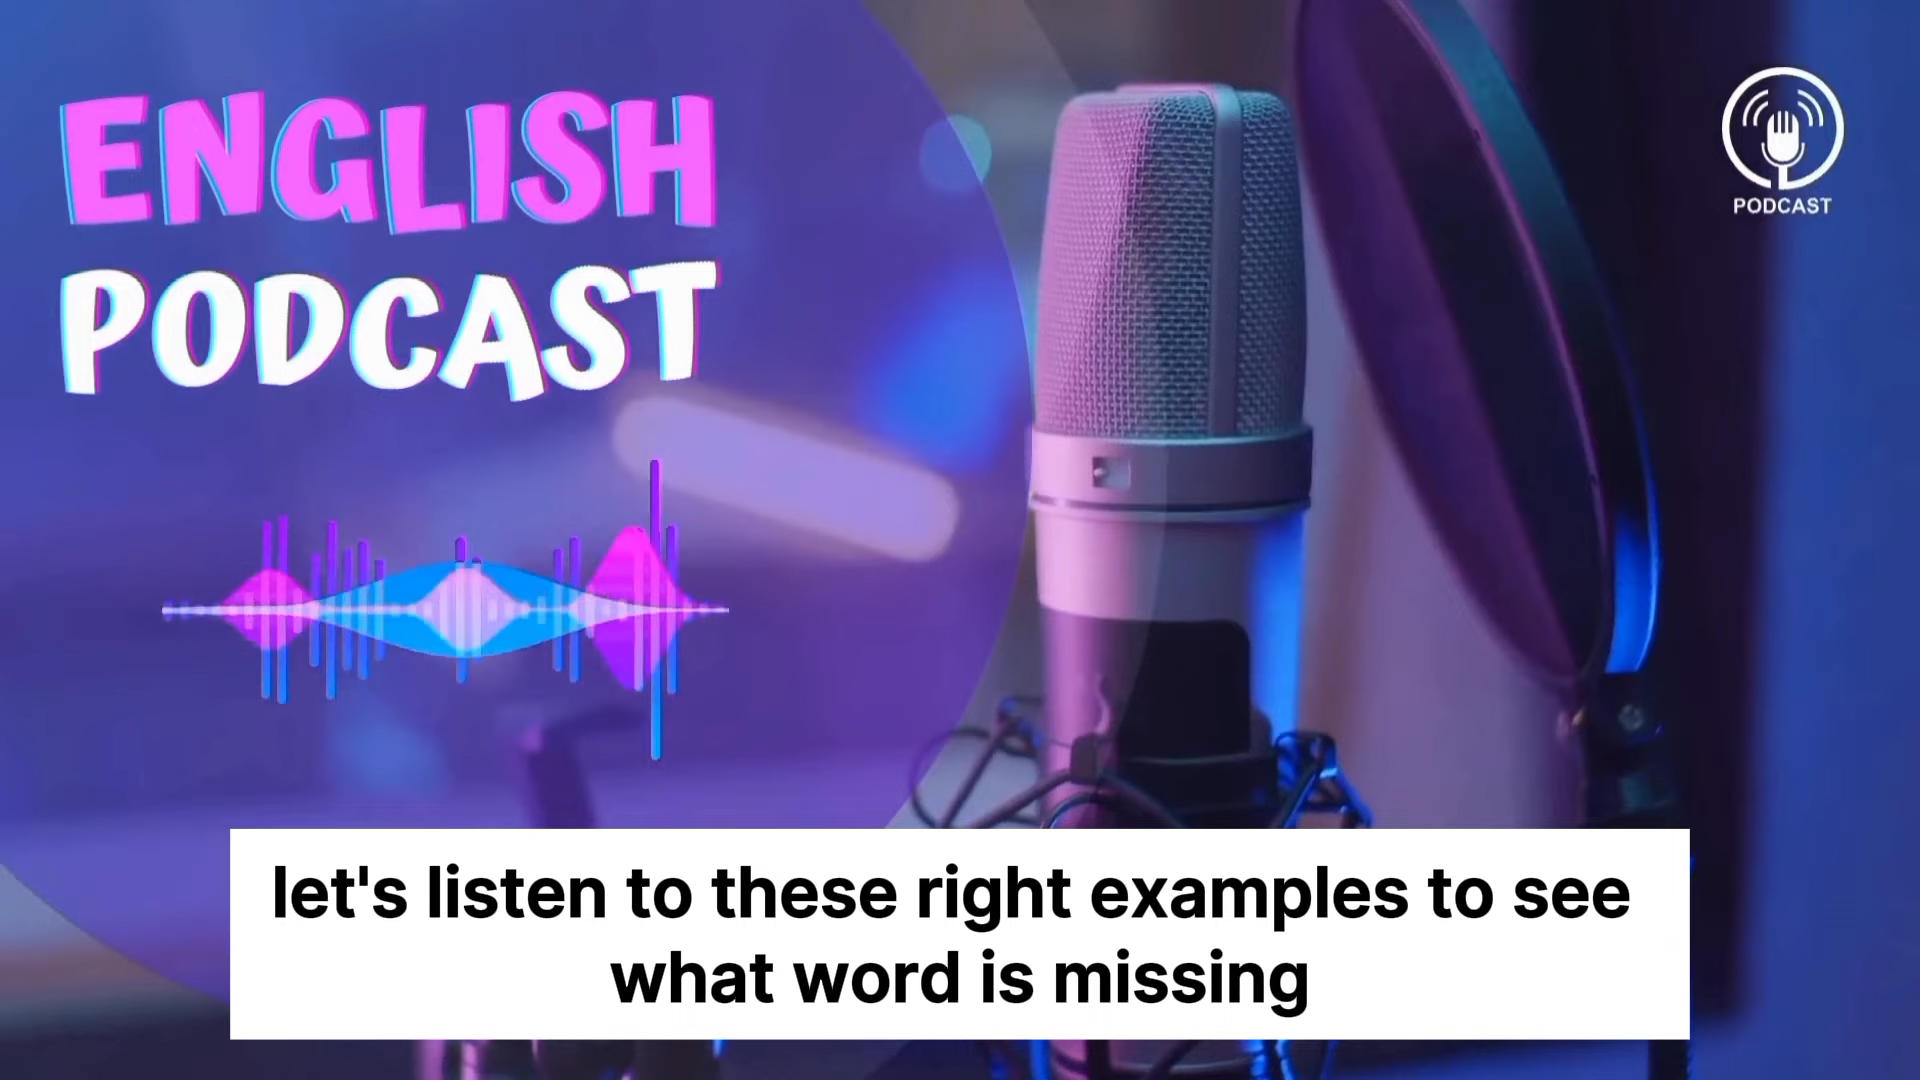 ENGLISH
PODCAST
PODCAST
let's listen to these right examples to see
what word is missing